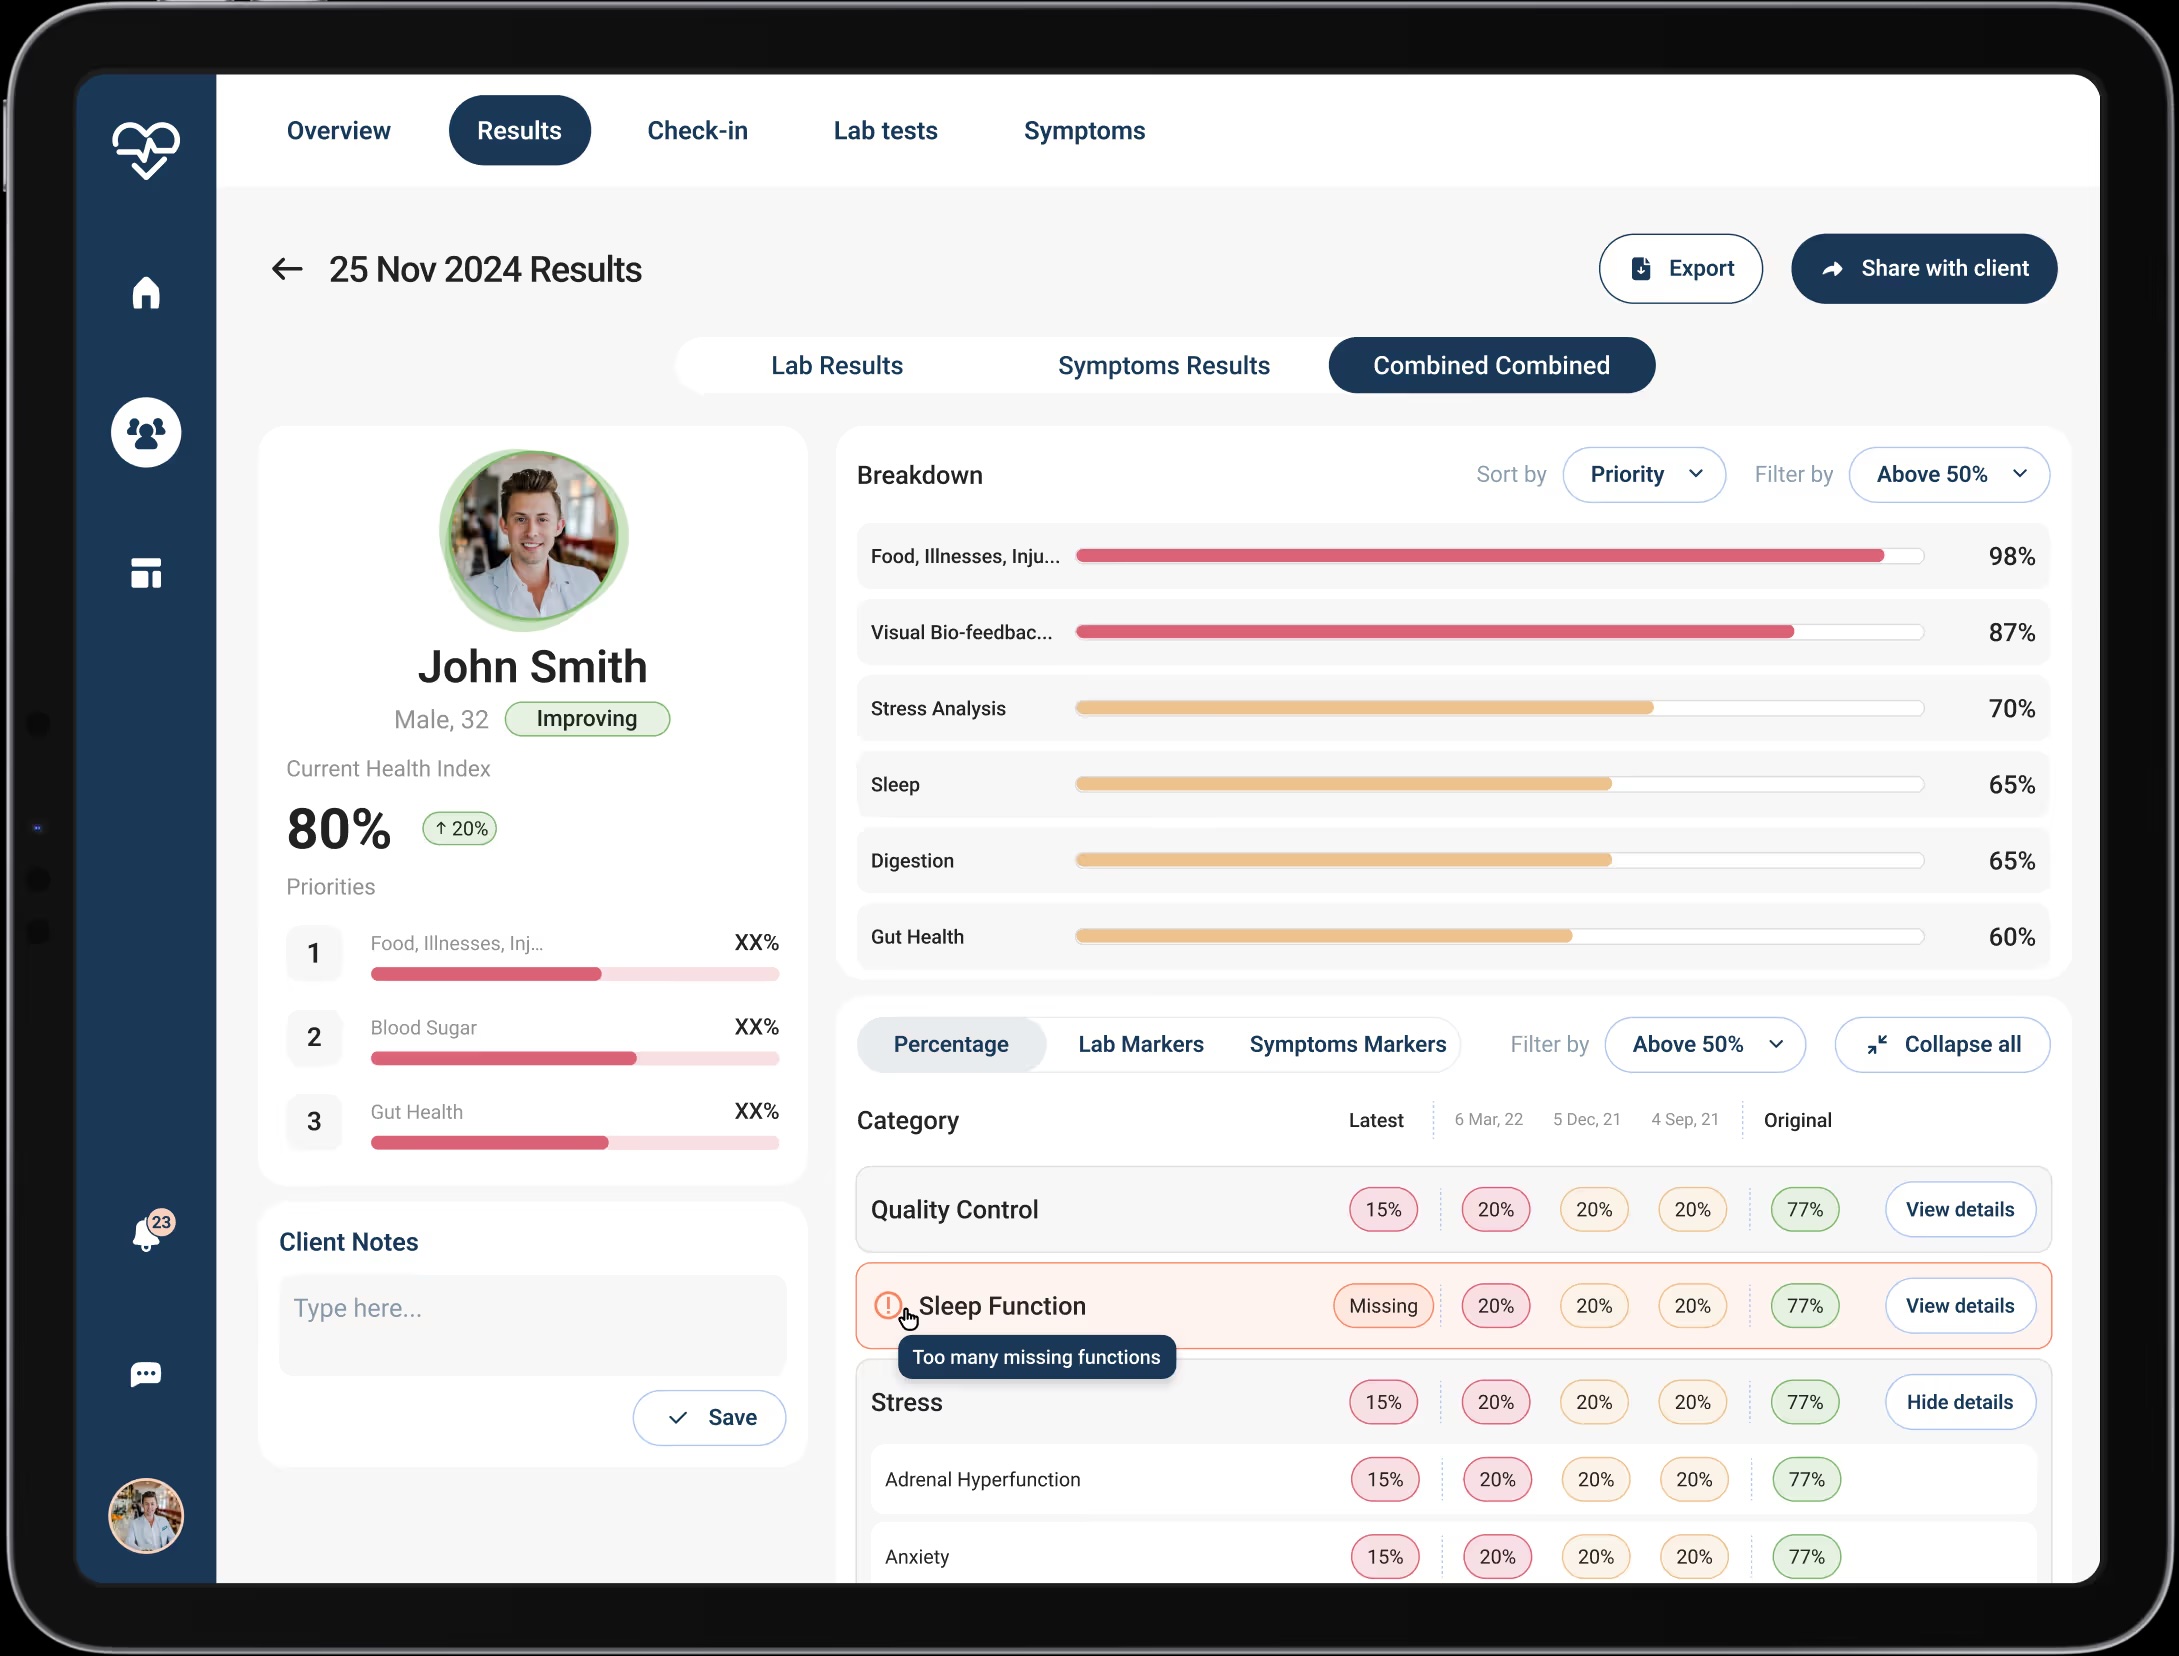 Overview
Results
Check-in
Lab tests
Symptoms
25 Nov 2024 Results
Export
Share with client
Lab Results
Symptoms Results
Combined Combined
John Smith
Male, 32
Improving
Current Health Index
80%
↑ 20%
Priorities
1 Food, Illnesses, Inj... XX%
2 Blood Sugar XX%
3 Gut Health XX%
Client Notes
Type here...
Save
23
Breakdown
Sort by Priority Filter by Above 50%
Food, Illnesses, Inju... 98%
Visual Bio-feedbac... 87%
Stress Analysis 70%
Sleep 65%
Digestion 65%
Gut Health 60%
Percentage Lab Markers Symptoms Markers Filter by Above 50% Collapse all
Category Latest 6 Mar, 22 5 Dec, 21 4 Sep, 21 Original
Quality Control 15% 20% 20% 20% 77% View details
Sleep Function Missing 20% 20% 20% 77% View details
Too many missing functions
Stress 15% 20% 20% 20% 77% Hide details
Adrenal Hyperfunction 15% 20% 20% 20% 77%
Anxiety 15% 20% 20% 20% 77%